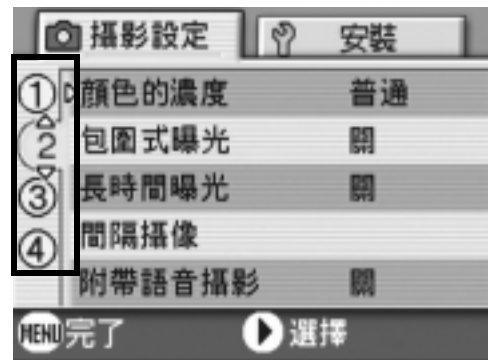 攝影設定 安裝
① 顏色的濃度 普通
2 包圍式曝光 關
③ 長時間曝光 關
④ 間隔攝像
附帶語音攝影 關
MENU 完了 選擇